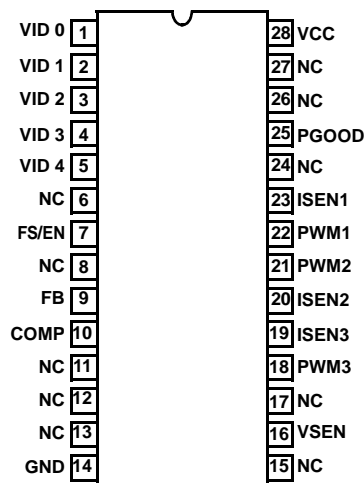 VID 0 1 28 VCC
VID 1 2 27 NC
VID 2 3 26 NC
VID 3 4 25 PGOOD
VID 4 5 24 NC
NC 6 23 ISEN1
FS/EN 7 22 PWM1
NC 8 21 PWM2
FB 9 20 ISEN2
COMP 10 19 ISEN3
NC 11 18 PWM3
NC 12 17 NC
NC 13 16 VSEN
GND 14 15 NC